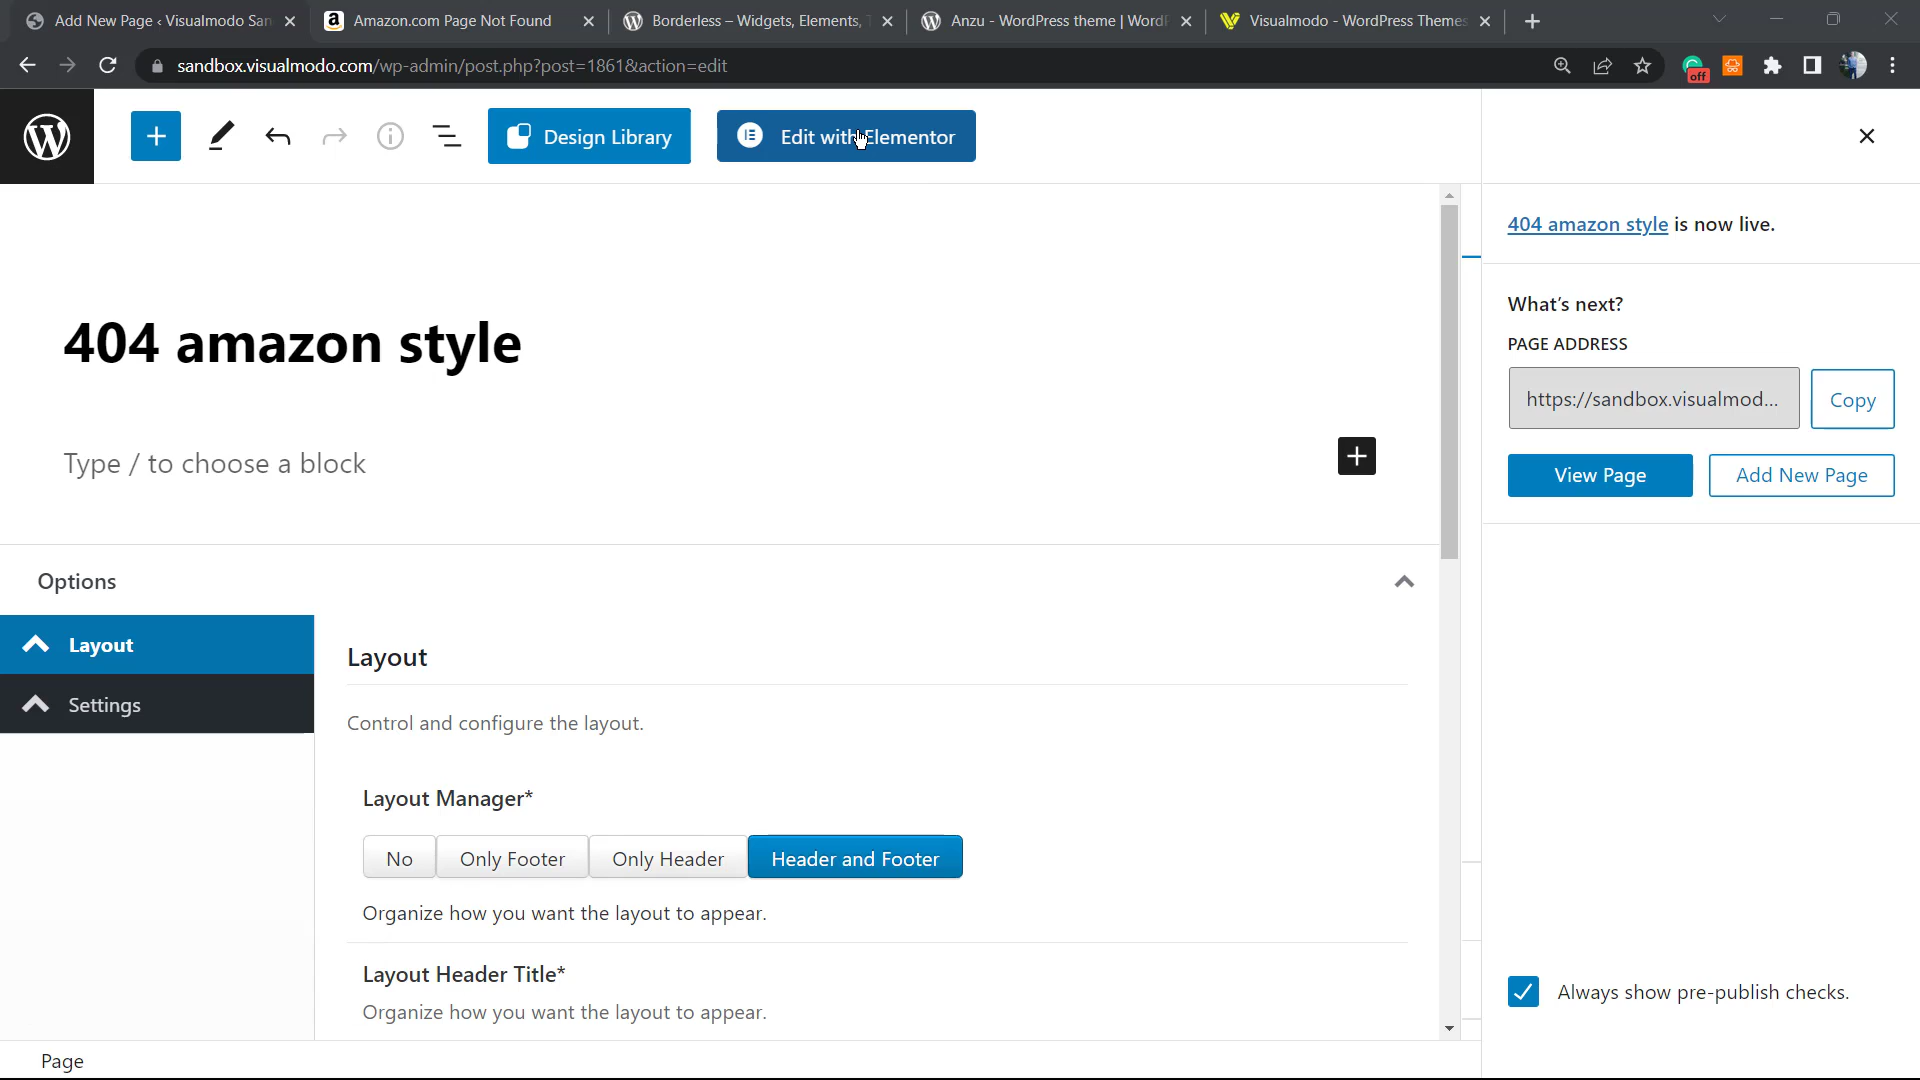 Add New Page ‹ Visualmodo San
Amazon.com Page Not Found
Borderless – Widgets, Elements, T
Anzu - WordPress theme | WordP
Visualmodo - WordPress Themes
sandbox.visualmodo.com/wp-admin/post.php?post=1861&action=edit
off
Design Library
Edit with Elementor
404 amazon style is now live.
What's next?
PAGE ADDRESS
https://sandbox.visualmod...
Copy
View Page
Add New Page
404 amazon style
Type / to choose a block
Options
Layout
Settings
Layout
Control and configure the layout.
Layout Manager*
No
Only Footer
Only Header
Header and Footer
Organize how you want the layout to appear.
Layout Header Title*
Organize how you want the layout to appear.
Always show pre-publish checks.
Page